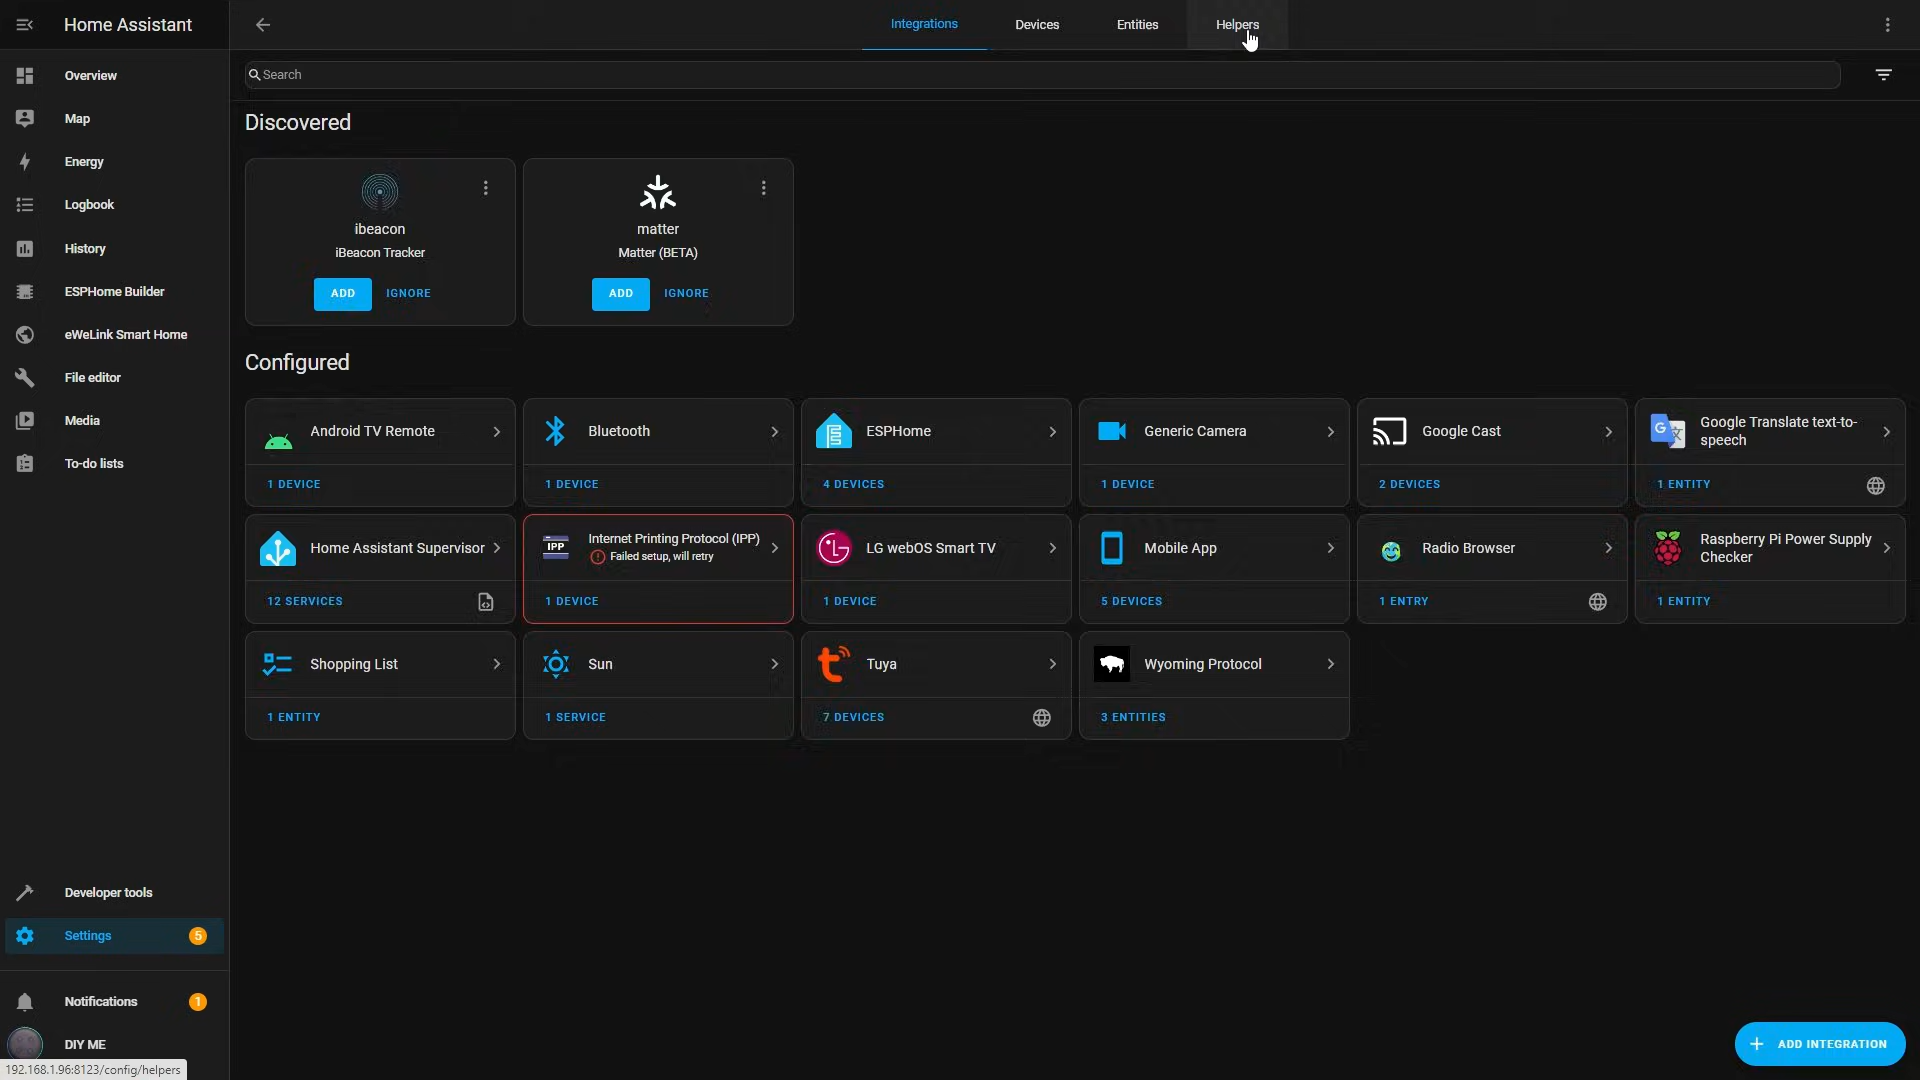 Home Assistant
Integrations
Devices
Entities
Helpers
Search
Overview
Map
Energy
Logbook
History
ESPHome Builder
eWeLink Smart Home
File editor
Media
To-do lists
Developer tools
Settings
5
Notifications
1
DIY ME
192.168.1.96:8123/config/helpers
Discovered
ibeacon
iBeacon Tracker
ADD
IGNORE
matter
Matter (BETA)
ADD
IGNORE
Configured
Android TV Remote
1 DEVICE
Bluetooth
1 DEVICE
ESPHome
4 DEVICES
Generic Camera
1 DEVICE
Google Cast
2 DEVICES
G
文
Google Translate text-to-
speech
1 ENTITY
Home Assistant Supervisor
12 SERVICES
IPP
Internet Printing Protocol (IPP)
Failed setup, will retry
1 DEVICE
LG webOS Smart TV
1 DEVICE
Mobile App
5 DEVICES
Radio Browser
1 ENTRY
Raspberry Pi Power Supply
Checker
1 ENTITY
Shopping List
1 ENTITY
Sun
1 SERVICE
Tuya
7 DEVICES
Wyoming Protocol
3 ENTITIES
ADD INTEGRATION